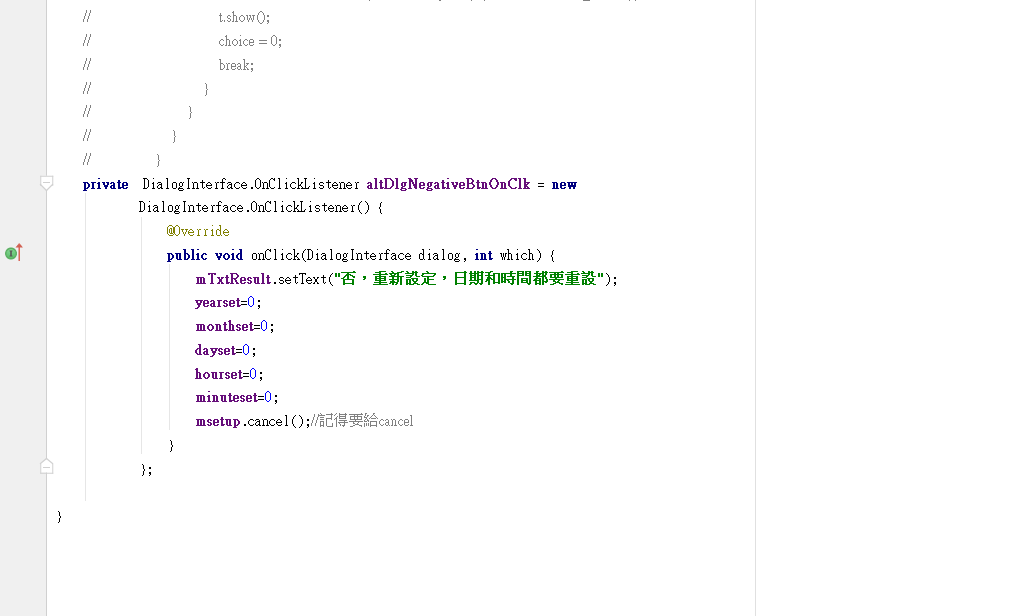 // t.show();
// choice = 0;
// break;
// }
// }
// }
// }
private DialogInterface.OnClickListener altDlgNegativeBtnOnClk = new
DialogInterface.OnClickListener() {
@Override
public void onClick(DialogInterface dialog, int which) {
mTxtResult.setText("否，重新設定，日期和時間都要重設");
yearset=0;
monthset=0;
dayset=0;
hourset=0;
minuteset=0;
msetup.cancel();//記得要給cancel
}
};
}